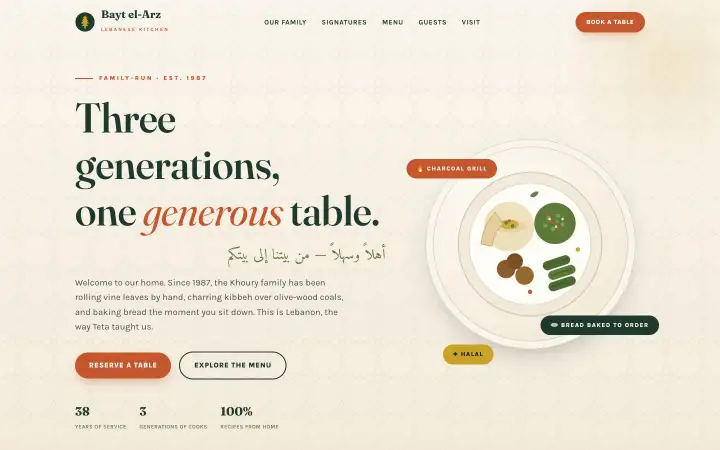 Bayt el-Arz
LEBANESE KITCHEN
OUR FAMILY
SIGNATURES
MENU
GUESTS
VISIT
BOOK A TABLE
FAMILY-RUN · EST. 1987
Three
generations,
one generous table.
أهلاً وسهلاً — من بيتنا إلى بيتكم
Welcome to our home. Since 1987, the Khoury family has been
rolling vine leaves by hand, charring kibbeh over olive-wood coals,
and baking bread the moment you sit down. This is Lebanon, the
way Teta taught us.
RESERVE A TABLE
EXPLORE THE MENU
38
YEARS OF SERVICE
3
GENERATIONS OF COOKS
100%
RECIPES FROM HOME
CHARCOAL GRILL
BREAD BAKED TO ORDER
HALAL